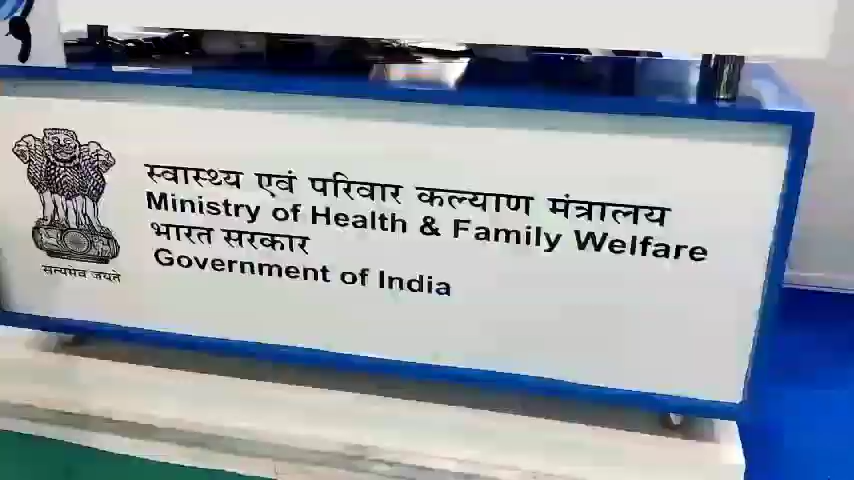 स्वास्थ्य एवं परिवार कल्याण मंत्रालय
Ministry of Health & Family Welfare
भारत सरकार
Government of India
सत्यमेव जयते